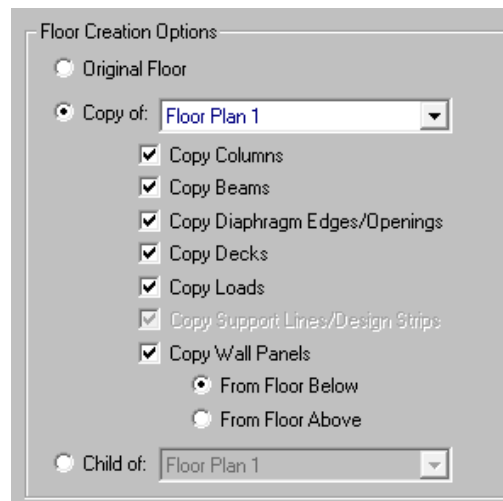 Floor Creation Options
Original Floor
Copy of: Floor Plan 1
Copy Columns
Copy Beams
Copy Diaphragm Edges/Openings
Copy Decks
Copy Loads
Copy Support Lines/Design Strips
Copy Wall Panels
From Floor Below
From Floor Above
Child of: Floor Plan 1